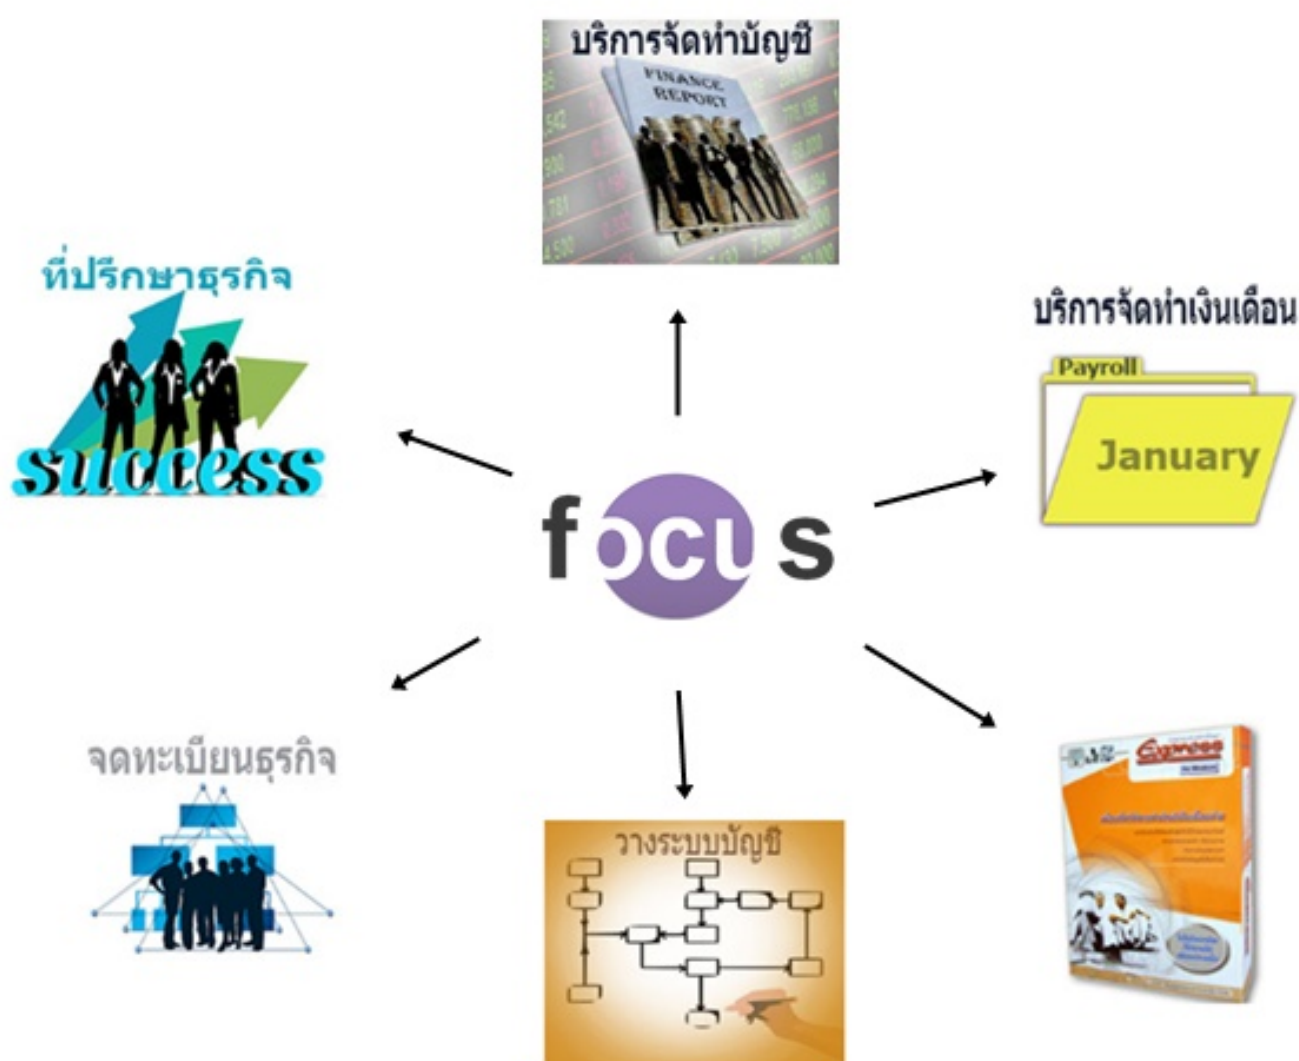 บริการจัดทำบัญชี
FINANCE
REPORT
ที่ปรึกษาธุรกิจ
success
บริการจัดทำเงินเดือน
Payroll
January
focus
จดทะเบียนธุรกิจ
วางระบบบัญชี
Express